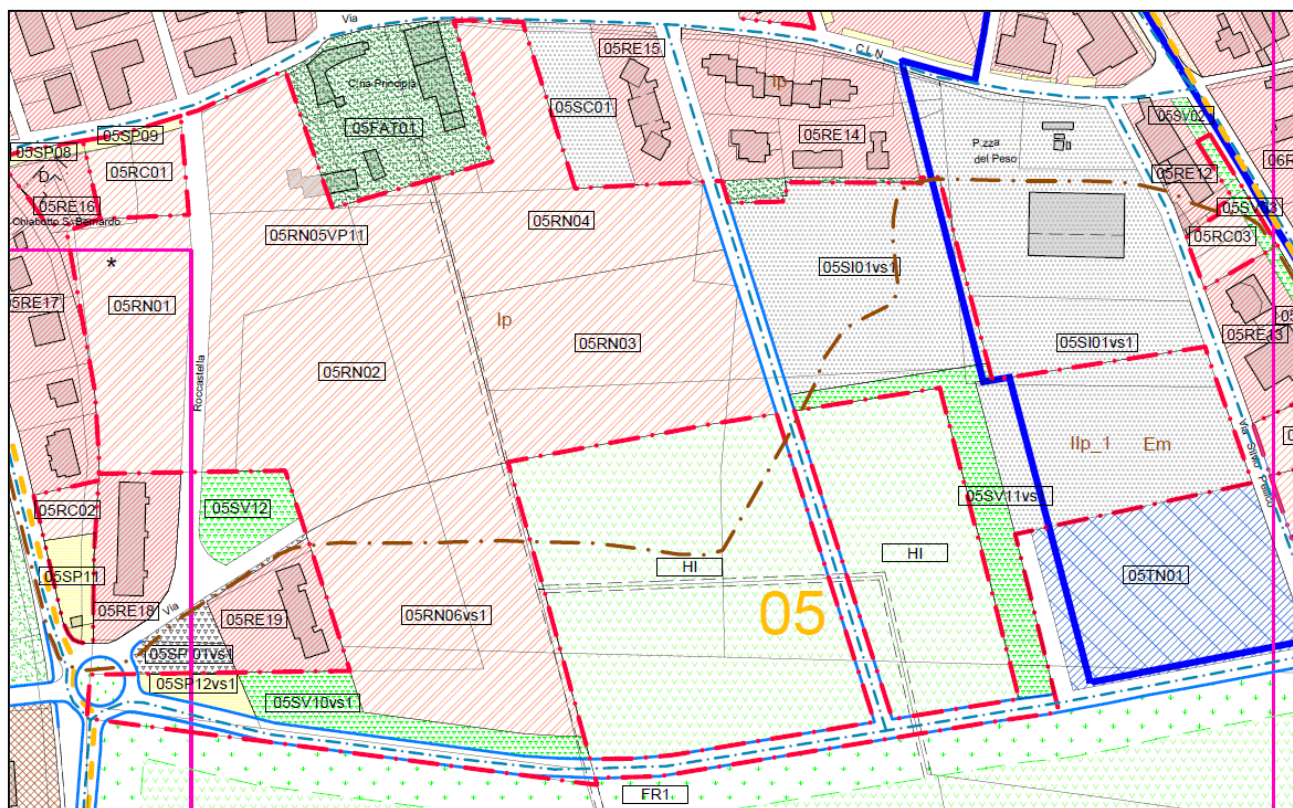 Via
C.L.N.
05RE15
Ip
05SC01
C.na Principia
05FAT01
05RE14
P.zza
del Peso
05SV02
05SP09
05SP08
05RC01
D
05RE12
05RE16
Chiabotto S. Bernardo
05RN05VP11
05RN04
05RC03
*
05RN01
05RE17
05SI01vs1
05SI01vs1
05RE13
Ip
05RN03
05RN02
Roccastella
IIp_1
Em
Via Silvio Pellico
05SV12
05RC02
05SV11vs1
HI
HI
05TN01
05SP11
05RE18
Via
05RE19
05RN06vs1
05
05SP12vs1
05SV10vs1
FR1